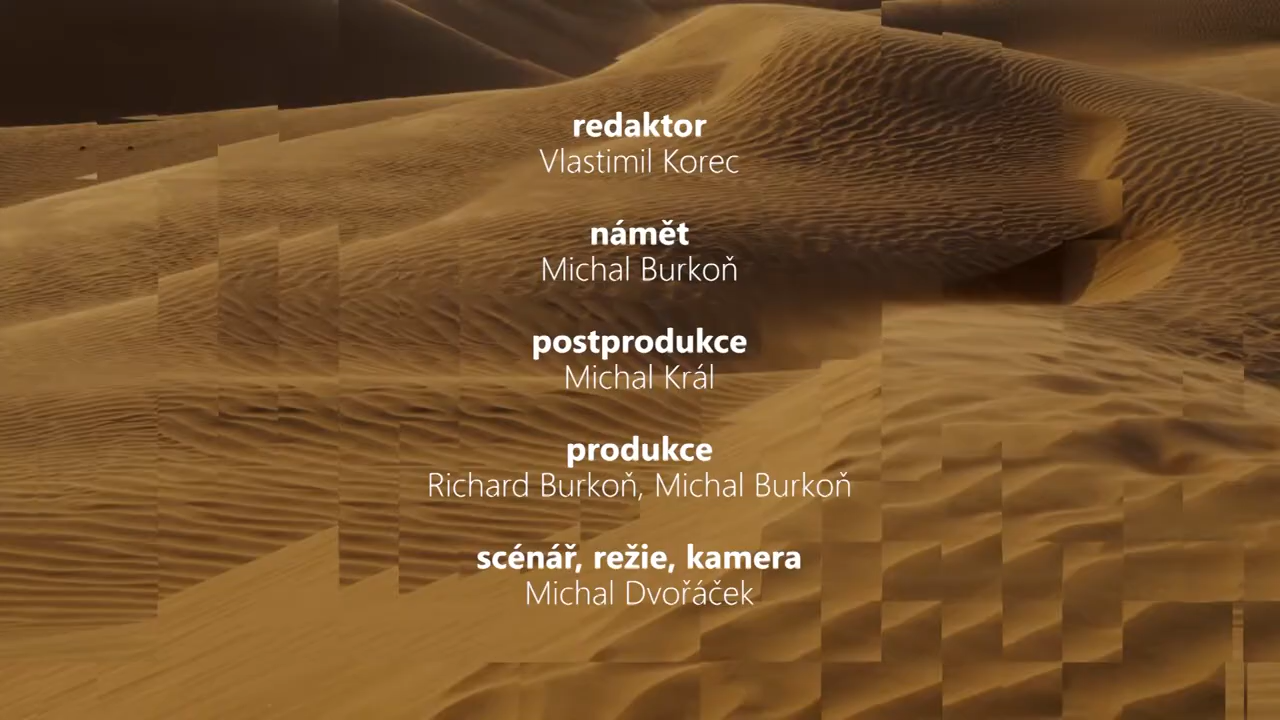 redaktor
Vlastimil Korec
námět
Michal Burkoň
postprodukce
Michal Král
produkce
Richard Burkoň, Michal Burkoň
scénář, režie, kamera
Michal Dvořáček